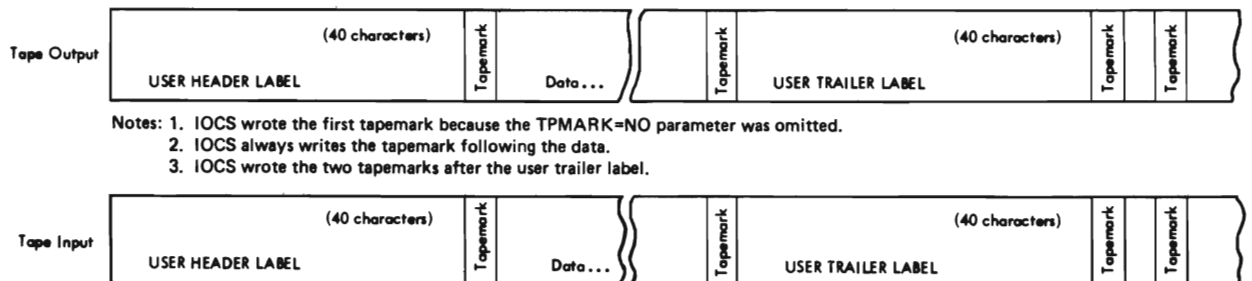 (40 characters) Tapemark Tapemark (40 characters) Tapemark Tapemark
Tape Output
USER HEADER LABEL Data... USER TRAILER LABEL
Notes: 1. IOCS wrote the first tapemark because the TPMARK=NO parameter was omitted.
2. IOCS always writes the tapemark following the data.
3. IOCS wrote the two tapemarks after the user trailer label.
(40 characters) Tapemark Tapemark (40 characters) Tapemark Tapemark
Tape Input
USER HEADER LABEL Data... USER TRAILER LABEL